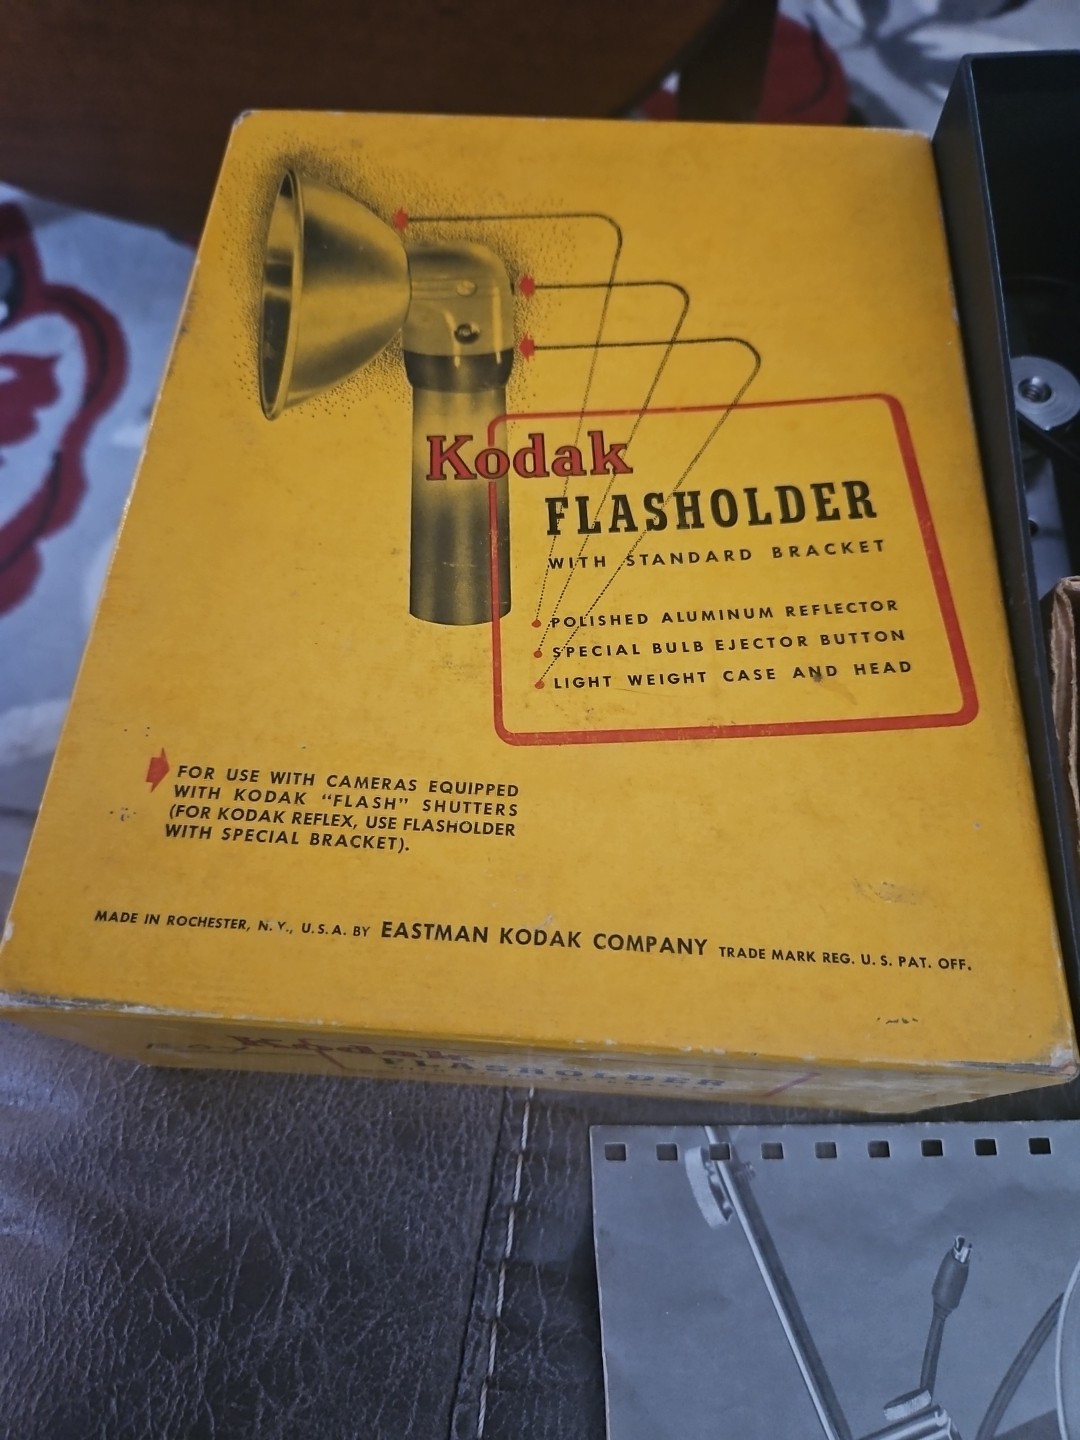 Kodak
FLASHOLDER
WITH STANDARD BRACKET
POLISHED ALUMINUM REFLECTOR
SPECIAL BULB EJECTOR BUTTON
LIGHT WEIGHT CASE AND HEAD
FOR USE WITH CAMERAS EQUIPPED
WITH KODAK "FLASH" SHUTTERS
(FOR KODAK REFLEX, USE FLASHOLDER
WITH SPECIAL BRACKET).
MADE IN ROCHESTER, N. Y., U.S.A. BY EASTMAN KODAK COMPANY TRADE MARK REG. U. S. PAT. OFF.
Kodak
FLASHOLDER